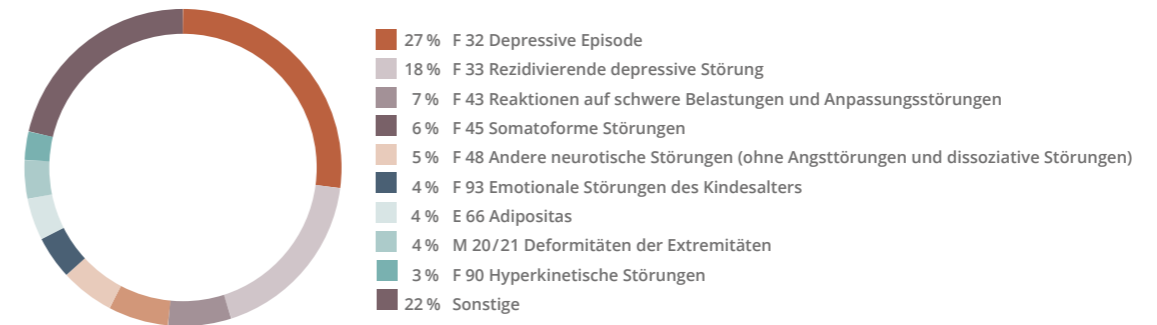 27 % F 32 Depressive Episode
18 % F 33 Rezidivierende depressive Störung
7 % F 43 Reaktionen auf schwere Belastungen und Anpassungsstörungen
6 % F 45 Somatoforme Störungen
5 % F 48 Andere neurotische Störungen (ohne Angsttörungen und dissoziative Störungen)
4 % F 93 Emotionale Störungen des Kindesalters
4 % E 66 Adipositas
4 % M 20/21 Deformitäten der Extremitäten
3 % F 90 Hyperkinetische Störungen
22 % Sonstige